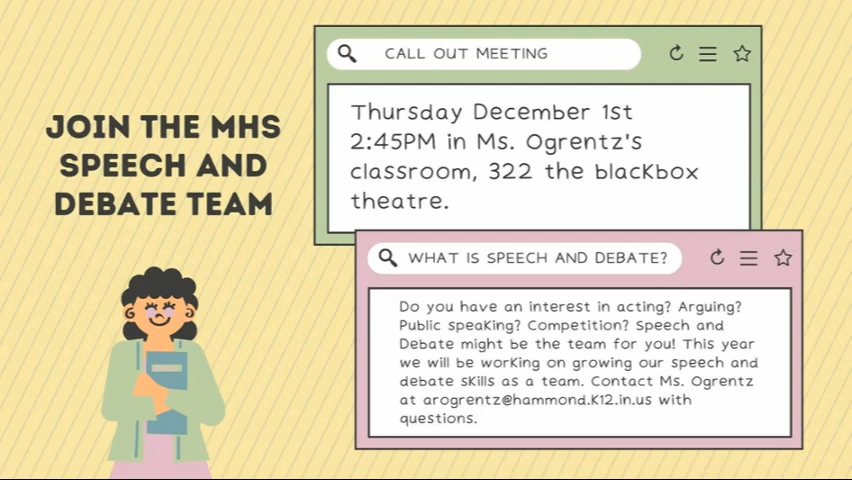 JOIN THE MHS
SPEECH AND
DEBATE TEAM
CALL OUT MEETING
Thursday December 1st
2:45PM in Ms. Ogrentz's
classroom, 322 the blackbox
theatre.
WHAT IS SPEECH AND DEBATE?
Do you have an interest in acting? Arguing?
Public speaking? Competition? Speech and
Debate might be the team for you! This year
we will be working on growing our speech and
debate skills as a team. Contact Ms. Ogrentz
at arogrentz@hammond.k12.in.us with
questions.